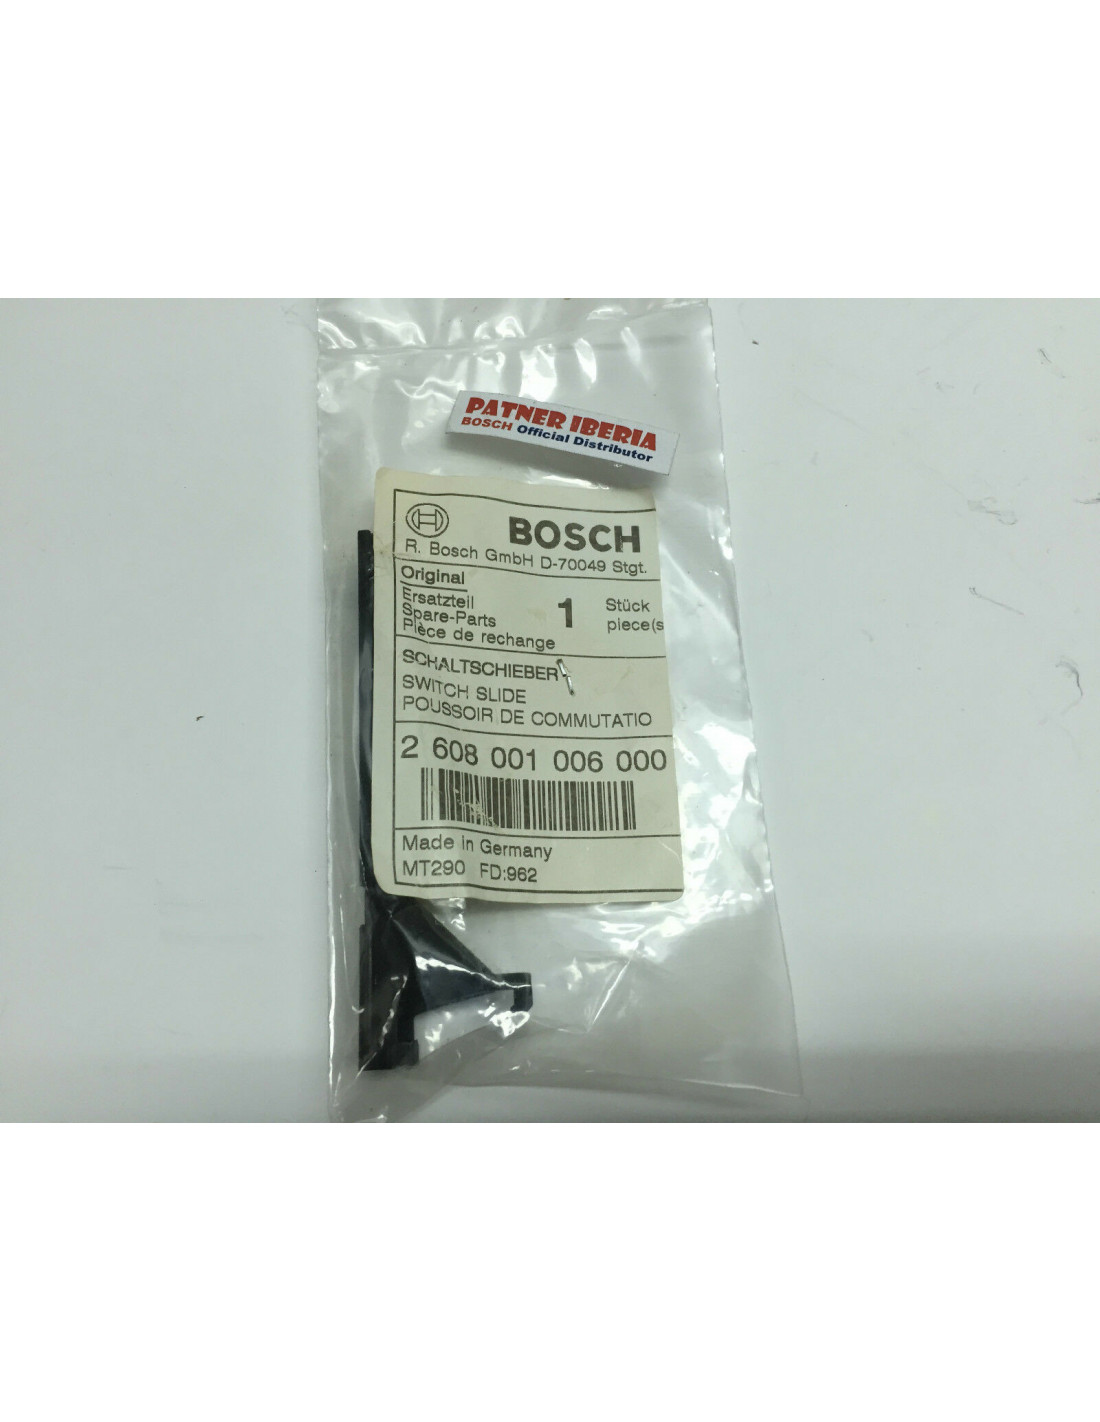 PATNER IBERIA
BOSCH Official Distributor
BOSCH
R. Bosch GmbH D-70049 Stgt.
Original
Ersatzteil 1 Stück
Spare-Parts piece(s
Pièce de rechange
SCHALTSCHIEBER
SWITCH SLIDE
POUSSOIR DE COMMUTATIO
2 608 001 006 000
Made in Germany
MT290 FD:962